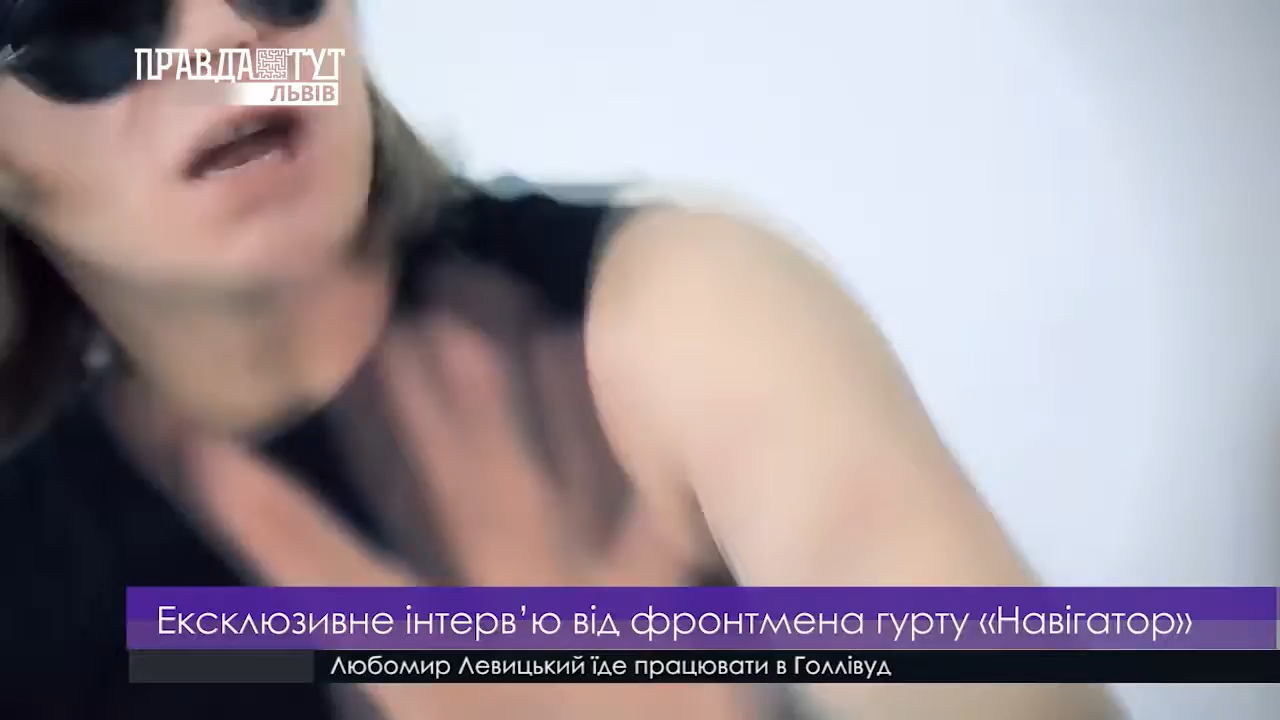 ПРАВДА ТУТ
ЛЬВІВ
Ексклюзивне інтерв’ю від фронтмена гурту «Навігатор»
Любомир Левицький їде працювати в Голлівуд